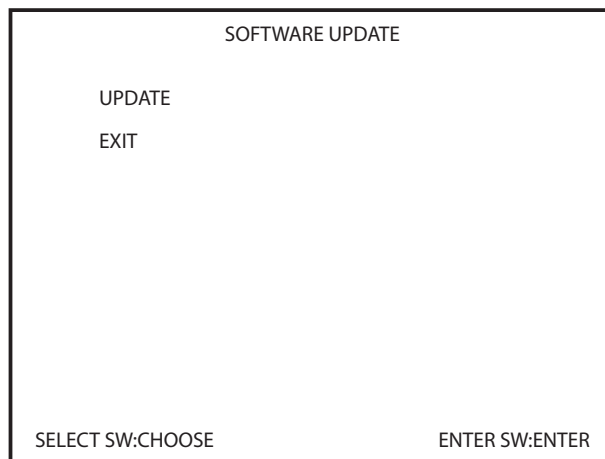 SOFTWARE UPDATE
UPDATE
EXIT
SELECT SW:CHOOSE ENTER SW:ENTER